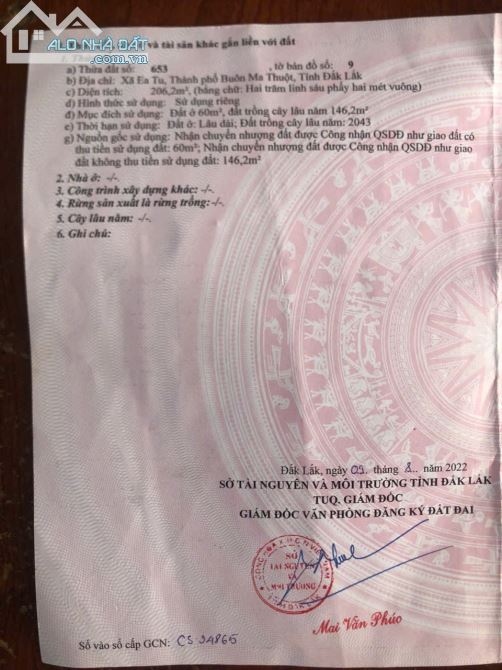 ALO NHÀ ĐẤT
và tài sản khác gắn liền với đất
a) Thửa đất số: 653 , tờ bản đồ số: 9
b) Địa chỉ: Xã Ea Tu, Thành phố Buôn Ma Thuột, Tỉnh Đắk Lắk
c) Diện tích: 206,2m², (bằng chữ: Hai trăm linh sáu phẩy hai mét vuông)
d) Hình thức sử dụng: Sử dụng riêng
đ) Mục đích sử dụng: Đất ở 60m², đất trồng cây lâu năm 146,2m²
e) Thời hạn sử dụng: Đất ở: Lâu dài; Đất trồng cây lâu năm: 2043
g) Nguồn gốc sử dụng: Nhận chuyển nhượng đất được Công nhận QSDĐ như giao đất có
thu tiền sử dụng đất: 60m²; Nhận chuyển nhượng đất được Công nhận QSDĐ như giao
đất không thu tiền sử dụng đất: 146,2m²
2. Nhà ở: -/-.
3. Công trình xây dựng khác: -/-.
4. Rừng sản xuất là rừng trồng: -/-.
5. Cây lâu năm: -/-.
6. Ghi chú:
Đắk Lắk, ngày 09 tháng 8 năm 2022
SỞ TÀI NGUYÊN VÀ MÔI TRƯỜNG TỈNH ĐẮK LẮK
TUQ. GIÁM ĐỐC
GIÁM ĐỐC VĂN PHÒNG ĐĂNG KÝ ĐẤT ĐAI
SỞ
TÀI NGUYÊN
VÀ
MÔI TRƯỜNG
Mai Văn Phúc
Số vào sổ cấp GCN: CS 34865